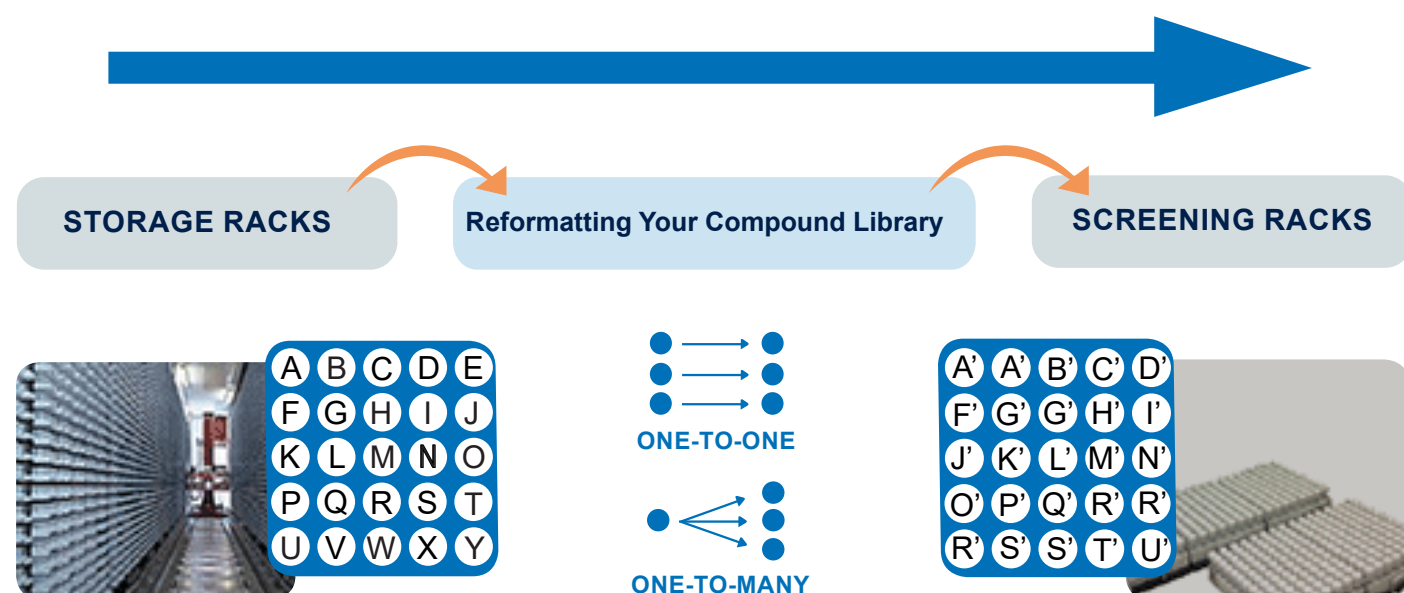 STORAGE RACKS
Reformatting Your Compound Library
SCREENING RACKS
A B C D E
F G H I J
K L M N O
P Q R S T
U V W X Y
ONE-TO-ONE
ONE-TO-MANY
A’ A’ B’ C’ D’
F’ G’ G’ H’ I’
J’ K’ L’ M’ N’
O’ P’ Q’ R’ R’
R’ S’ S’ T’ U’